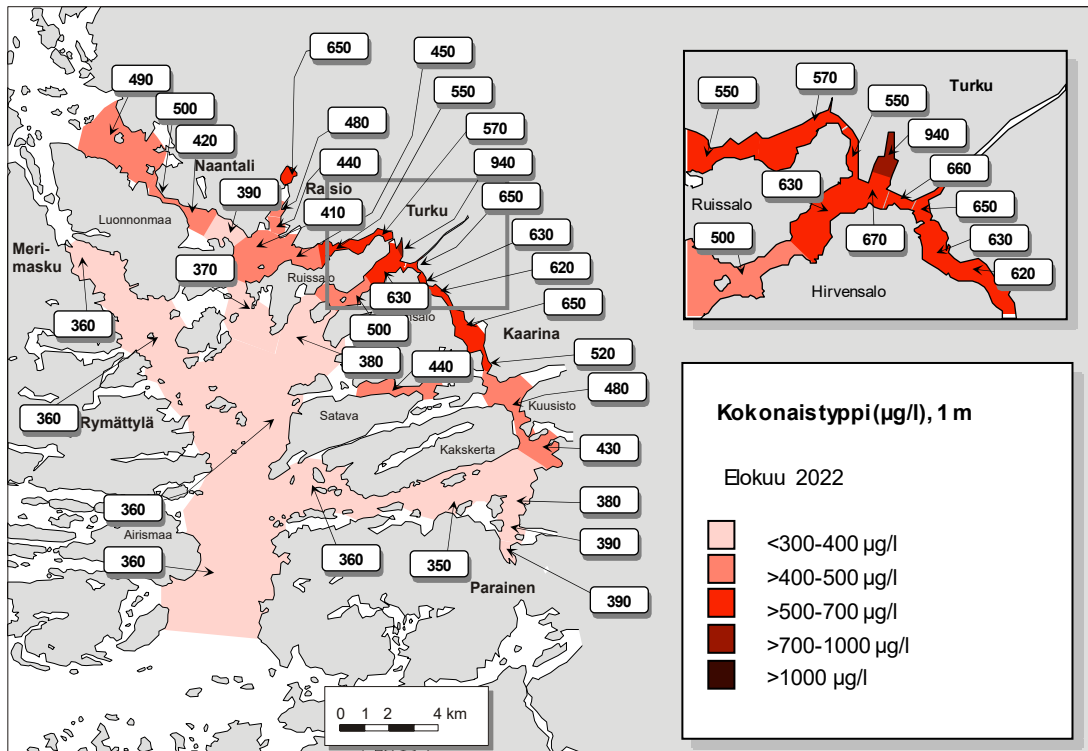 650
450
490
550
500
480
570
420
Naantali
440
940
390
Raisio
650
410
Turku
Luonnonmaa
630
Meri-
masku
370
Ruissalo
620
630
650
360
500
Kaarina
380
520
440
360
480
Rymättylä
Satava
Kuusisto
Kakskerta
430
360
380
Airismaa
360
360
350
390
Parainen
390
0 1 2 4 km
570
Turku
550
550
940
660
630
Ruissalo
650
500
670
630
620
Hirvensalo
Kokonaistyppi (µg/l), 1 m
Elokuu 2022
<300-400 µg/l
>400-500 µg/l
>500-700 µg/l
>700-1000 µg/l
>1000 µg/l